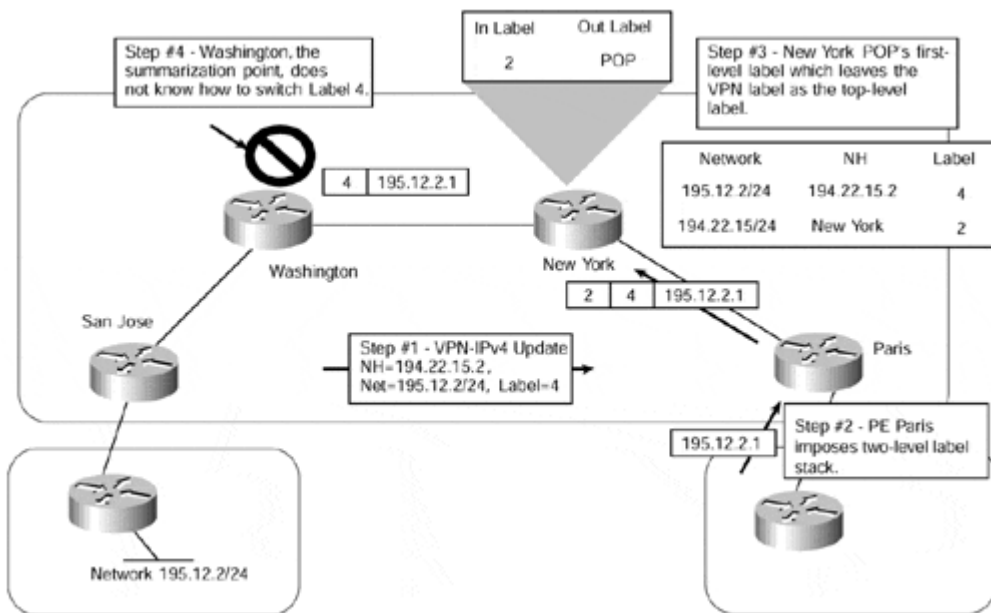 In Label Out Label
2 POP
Step #4 - Washington, the
summarization point, does
not know how to switch Label 4.
Step #3 - New York POP's first-
level label which leaves the
VPN label as the top-level
label.
Network NH Label
195.12.2/24 194.22.15.2 4
194.22.15/24 New York 2
4 195.12.2.1
Washington
New York
2 4 195.12.2.1
San Jose
Step #1 - VPN-IPv4 Update
NH=194.22.15.2,
Net=195.12.2/24, Label=4
Paris
195.12.2.1
Step #2 - PE Paris
imposes two-level label
stack.
Network 195.12.2/24